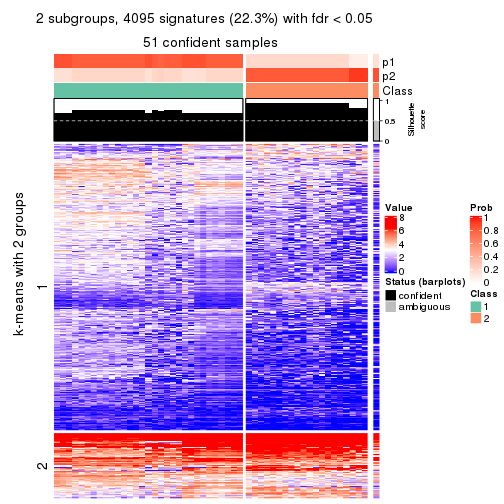 2 subgroups, 4095 signatures (22.3%) with fdr < 0.05
51 confident samples
p1
p2
Class
1
0.5
0
Silhouette
score
k-means with 2 groups
1
2
Value
8
6
4
2
0
Status (barplots)
confident
ambiguous
Prob
1
0.8
0.6
0.4
0.2
0
Class
1
2